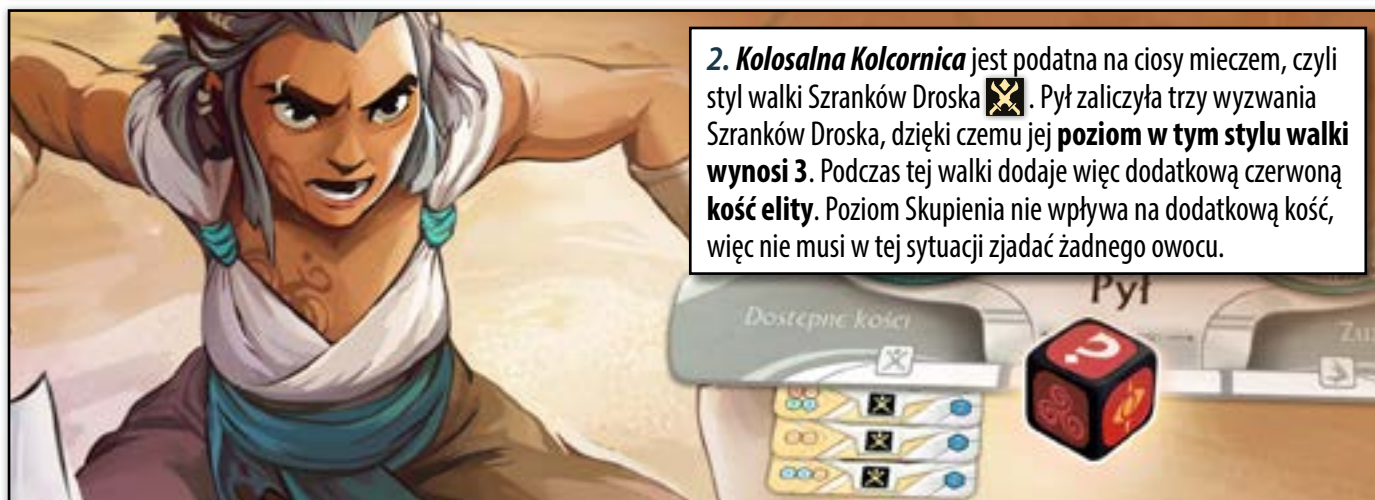 2. Kolosalna Kolcornica jest podatna na ciosy mieczem, czyli
styl walki Szranków Droska . Pył zaliczyła trzy wyzwania
Szranków Droska, dzięki czemu jej poziom w tym stylu walki
wynosi 3. Podczas tej walki dodaje więc dodatkową czerwoną
kość elity. Poziom Skupienia nie wpływa na dodatkową kość,
więc nie musi w tej sytuacji zjadać żadnego owocu.
Pył
Dostępne kości